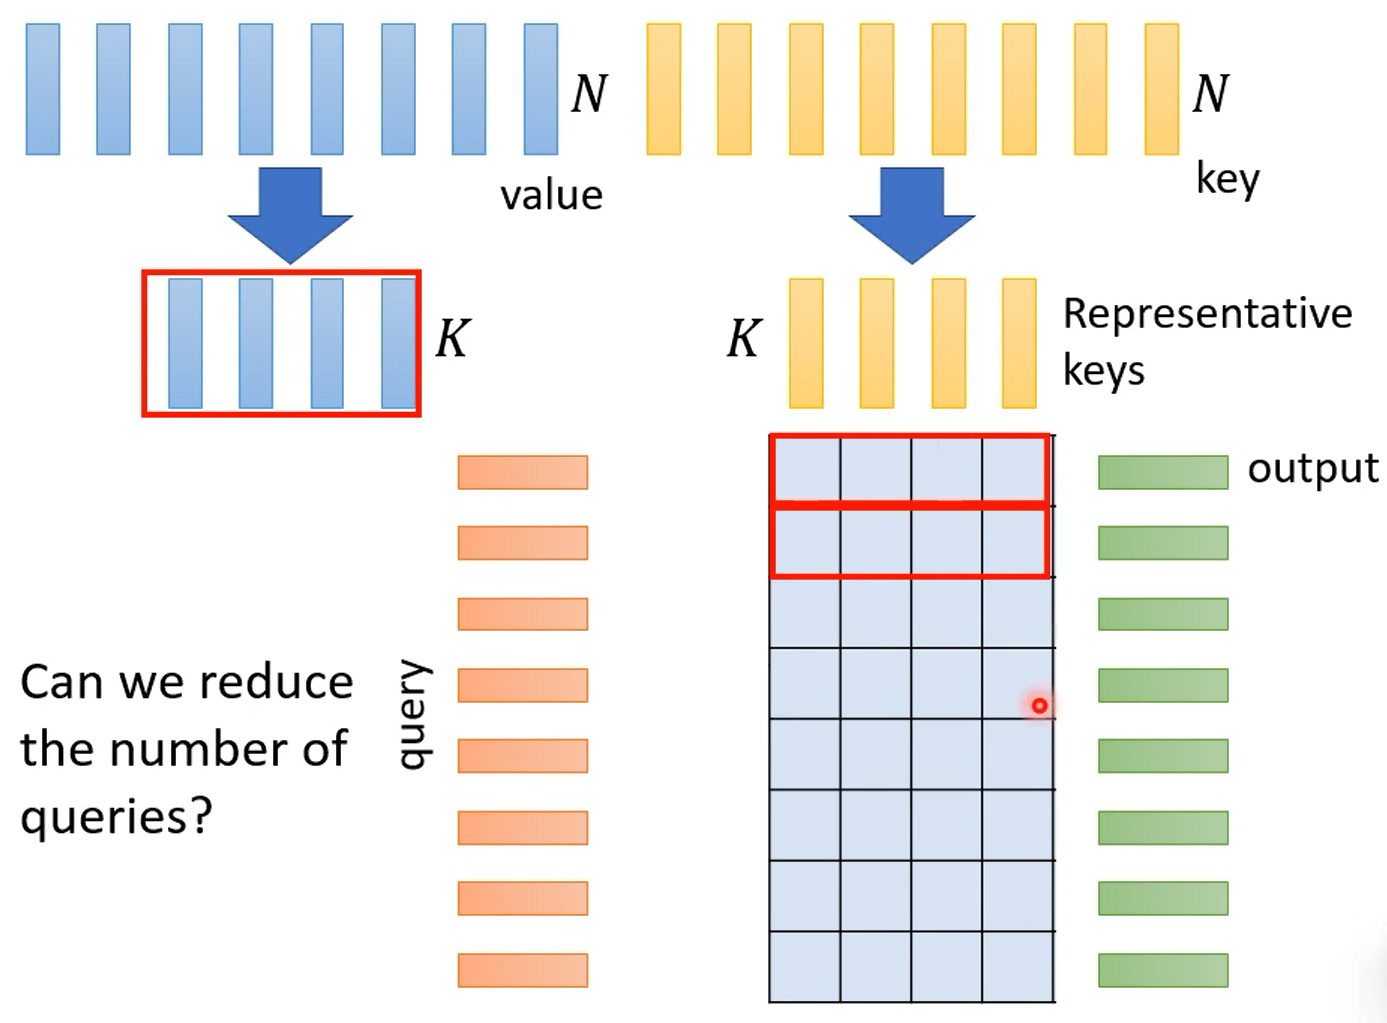 N
N
value
key
K
K
Representative
keys
output
Can we reduce
the number of
queries?
query